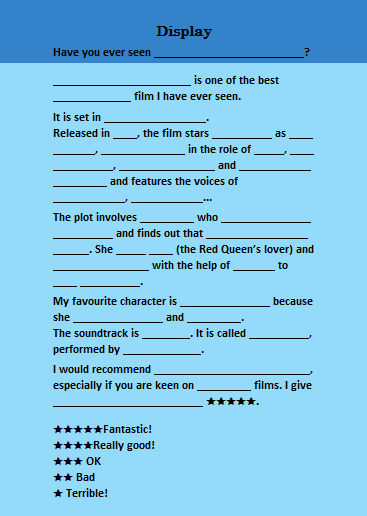 Display
Have you ever seen ________________________?
______________________ is one of the best
_____________ film I have ever seen.
It is set in _________________.
Released in ____, the film stars __________ as ____
_______, ______________ in the role of _____, ____
__________, ________________ and ____________
_________ and features the voices of
____________, _____________...
The plot involves _________ who _______________
__________ and finds out that _________________
______. She _____ ____ (the Red Queen's lover) and
________________ with the help of _______ to
____ __________.
My favourite character is _______________ because
she _______________ and _________.
The soundtrack is ________. It is called __________,
performed by _____________.
I would recommend __________________________,
especially if you are keen on _________ films. I give
_________________________ ★★★★★.
★★★★★Fantastic!
★★★★Really good!
★★★ OK
★★ Bad
★ Terrible!